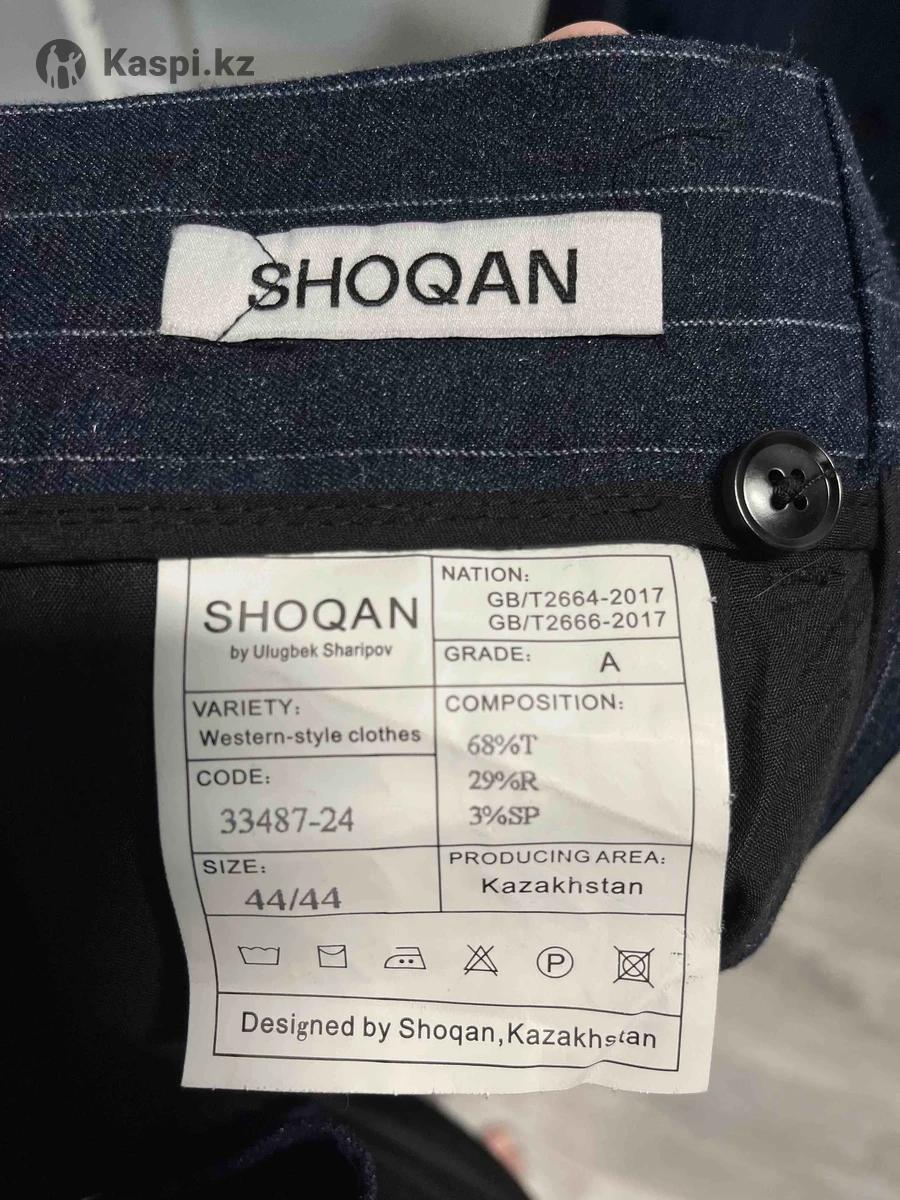 Kaspi.kz
SHOQAN
SHOQAN
by Ulugbek Sharipov
NATION:
GB/T2664-2017
GB/T2666-2017
GRADE: A
VARIETY:
Western-style clothes
COMPOSITION:
68%T
29%R
3%SP
CODE:
33487-24
SIZE:
44/44
PRODUCING AREA:
Kazakhstan
P
Designed by Shoqan,Kazakhstan